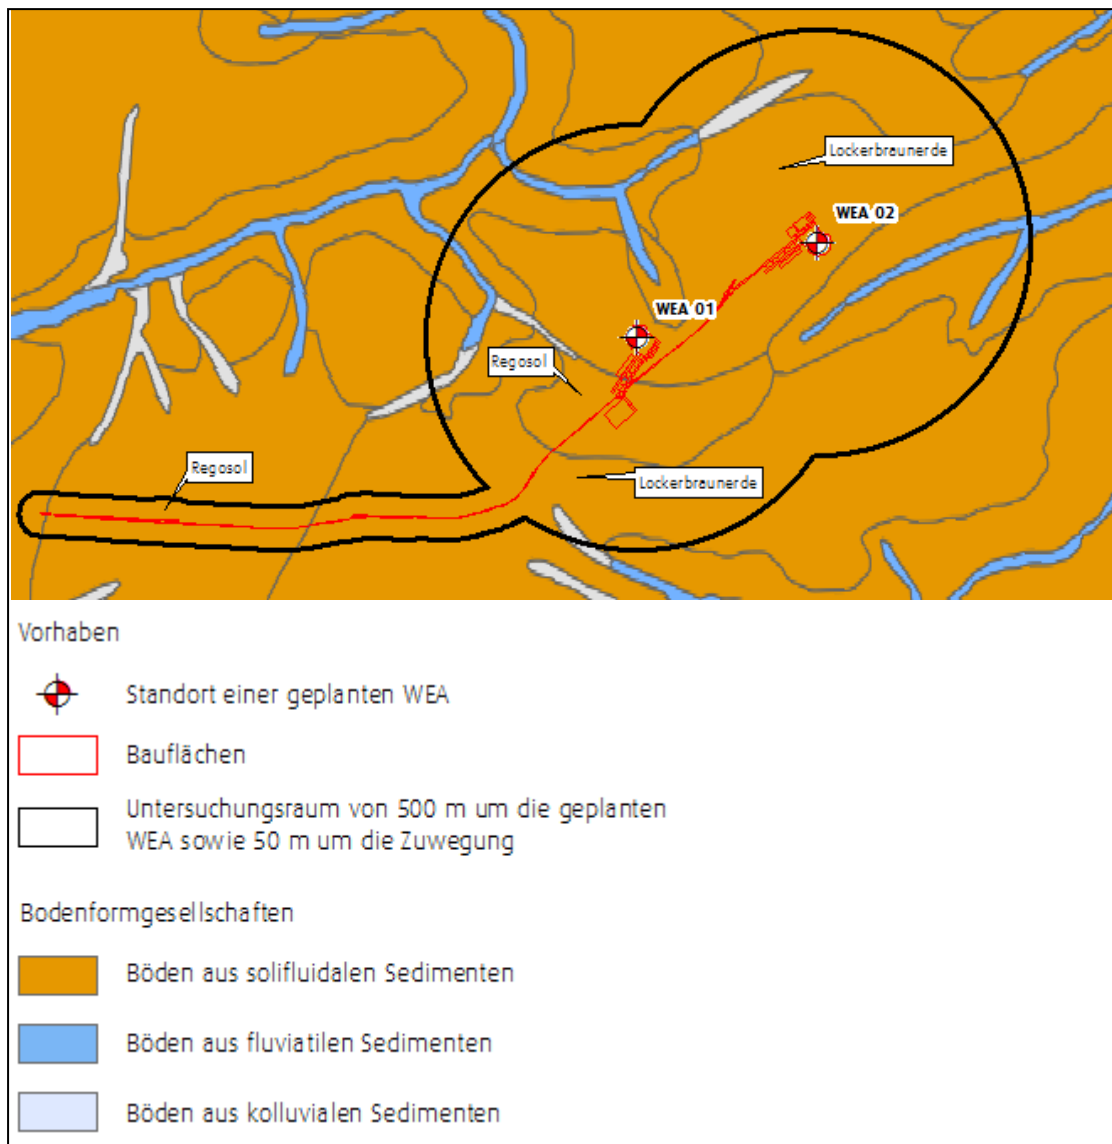 Lockerbraunerde
WEA 02
WEA 01
Regosol
Regosol
Lockerbraunerde
Vorhaben
Standort einer geplanten WEA
Bauflächen
Untersuchungsraum von 500 m um die geplanten
WEA sowie 50 m um die Zuwegung
Bodenformgesellschaften
Böden aus solifluidalen Sedimenten
Böden aus fluviatilen Sedimenten
Böden aus kolluvialen Sedimenten